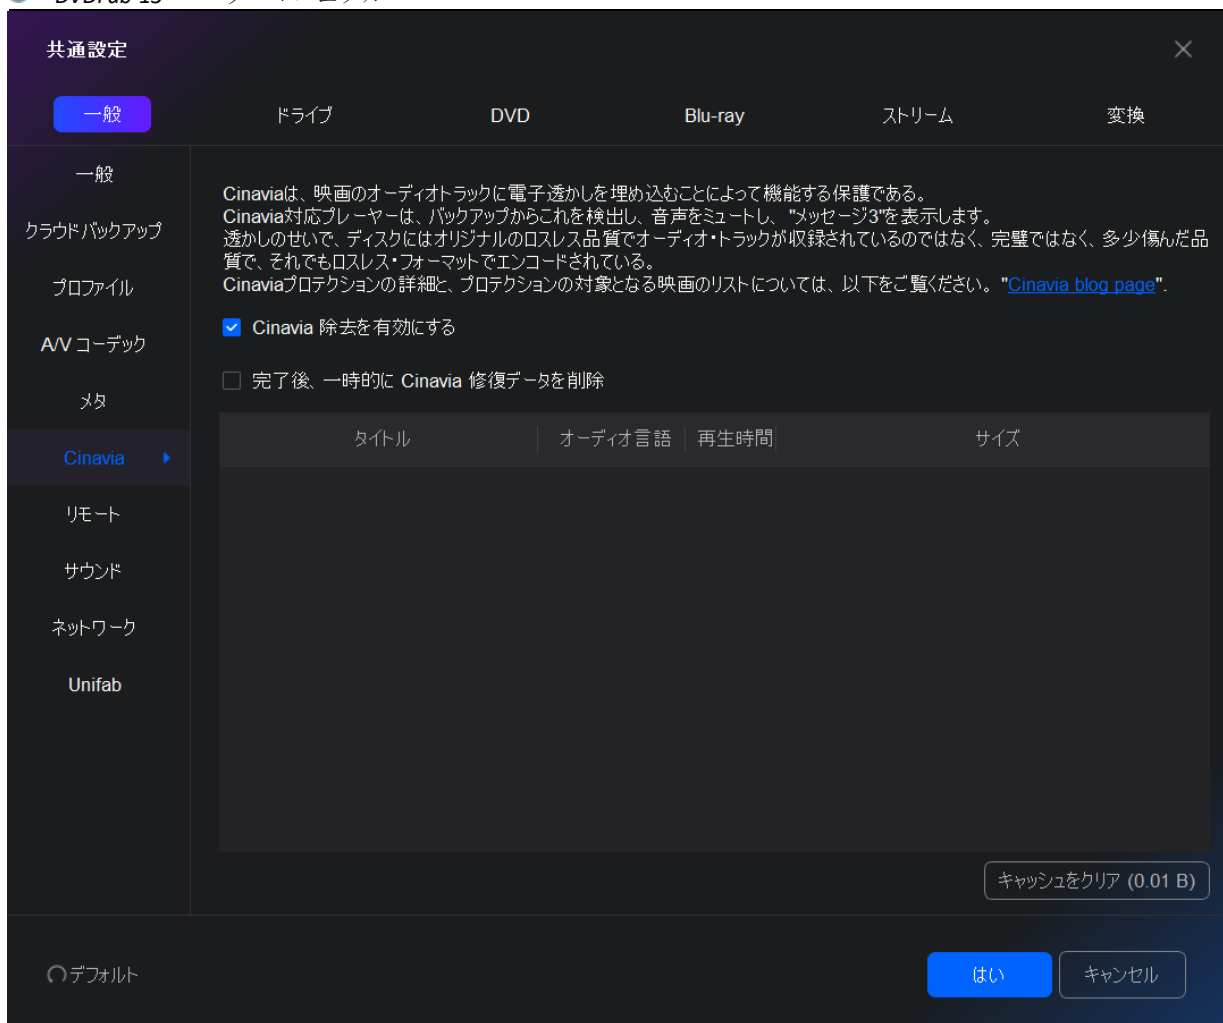 共通設定
一般
ドライブ
DVD
Blu-ray
ストリーム
変換
一般
クラウドバックアップ
プロファイル
A/V コーデック
メタ
Cinavia
リモート
サウンド
ネットワーク
Unifab
Cinaviaは、映画のオーディオトラックに電子透かしを埋め込むことによって機能する保護である。
Cinavia対応プレーヤーは、バックアップからこれを検出し、音声をミュートし、"メッセージ3"を表示します。
透かしのせいで、ディスクにはオリジナルのロスレス品質でオーディオ・トラックが収録されているのではなく、完璧ではなく、多少傷んだ品
質で、それでもロスレス・フォーマットでエンコードされている。
Cinaviaプロテクションの詳細と、プロテクションの対象となる映画のリストについては、以下をご覧ください。"Cinavia blog page".
Cinavia 除去を有効にする
完了後、一時的に Cinavia 修復データを削除
タイトル
オーディオ言語
再生時間
サイズ
キャッシュをクリア (0.01 B)
デフォルト
はい
キャンセル